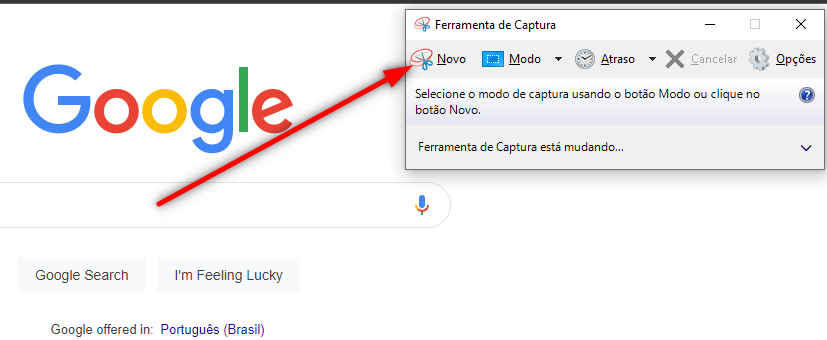 Google
Ferramenta de Captura
Novo Modo Atraso Cancelar Opções
Selecione o modo de captura usando o botão Modo ou clique no
botão Novo.
Ferramenta de Captura está mudando...
Google Search I'm Feeling Lucky
Google offered in: Português (Brasil)